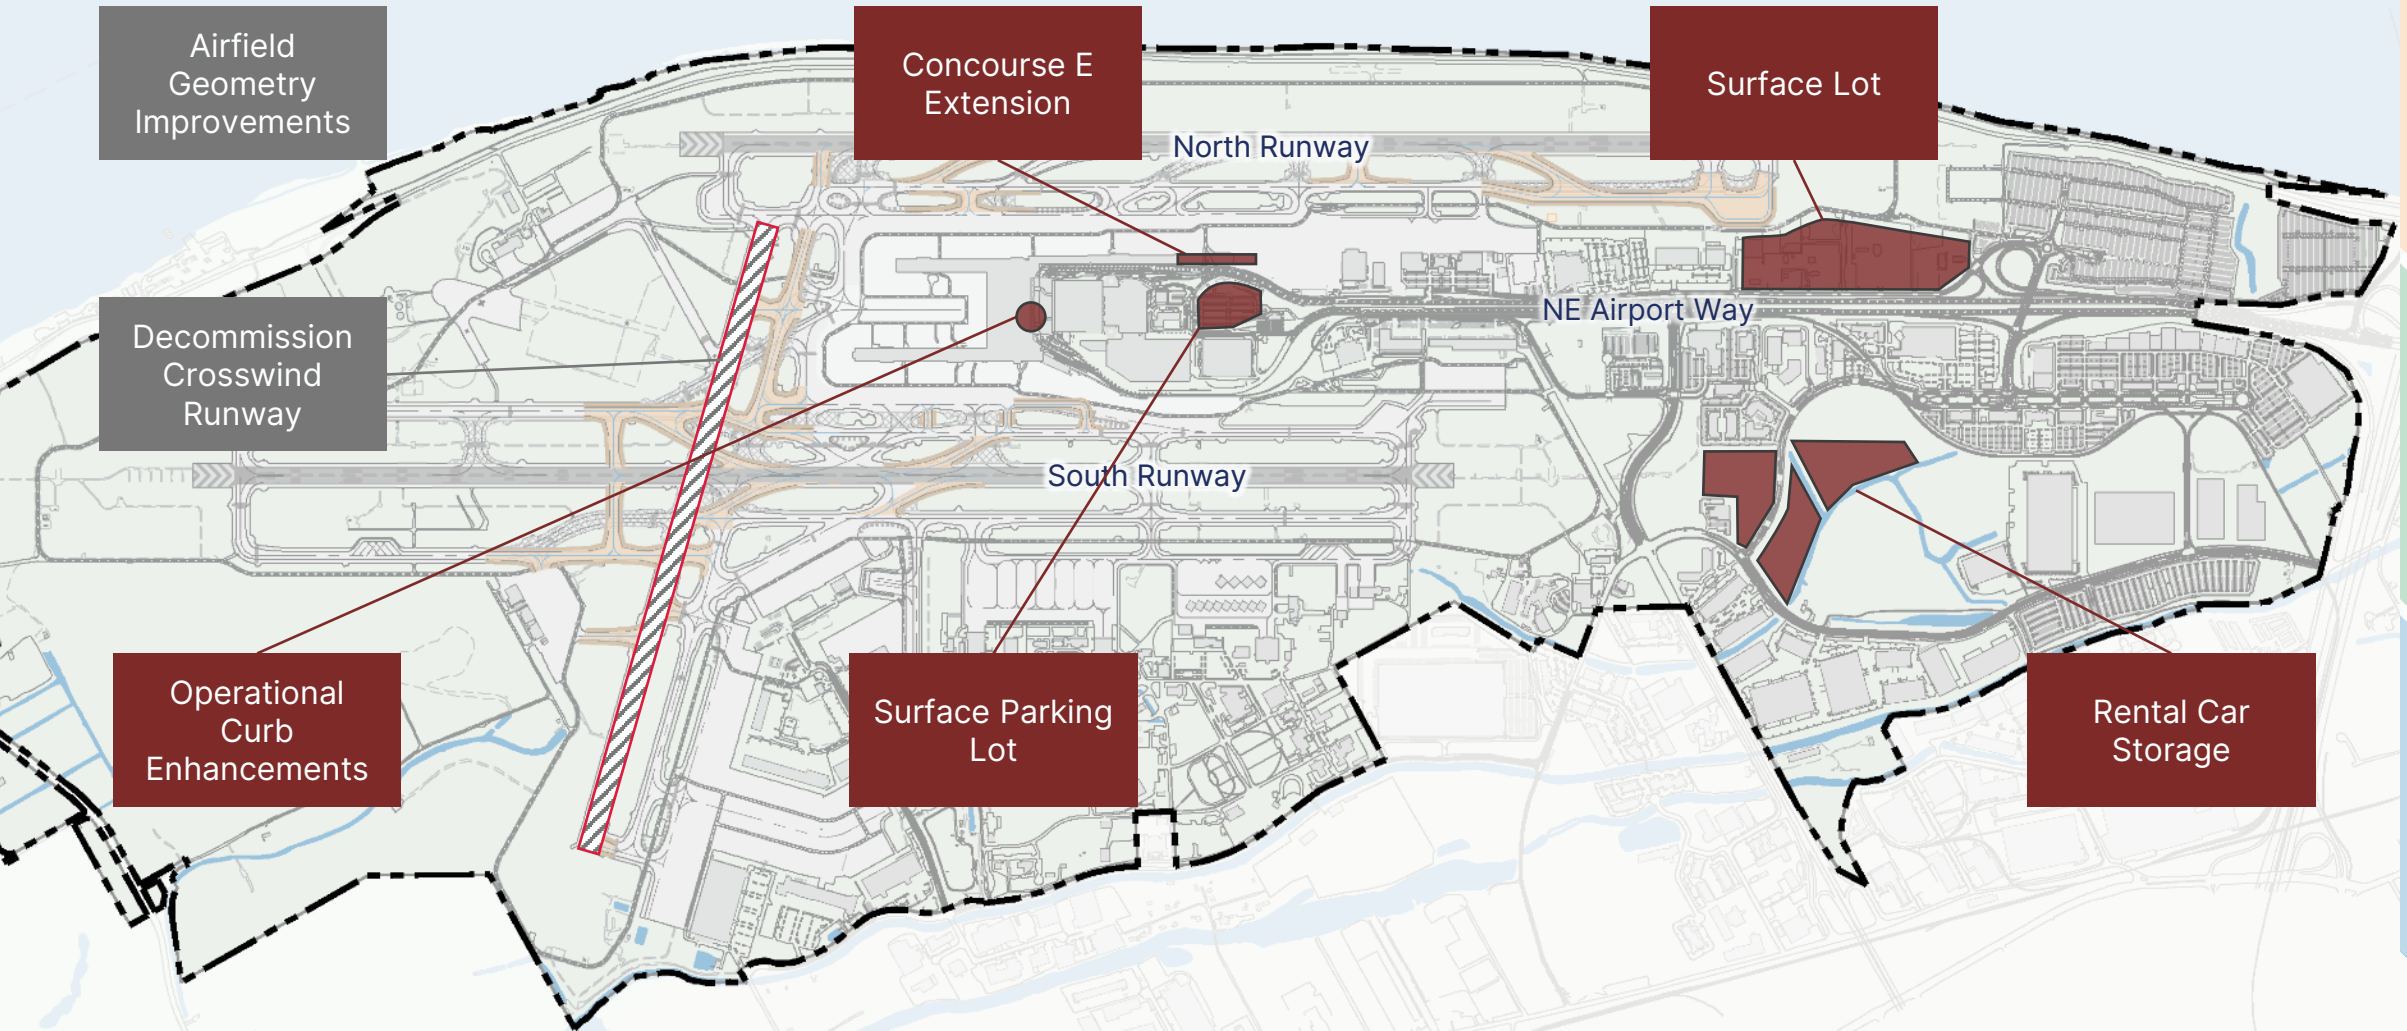 Airfield
Geometry
Improvements
Concourse E
Extension
Surface Lot
North Runway
NE Airport Way
Decommission
Crosswind
Runway
South Runway
Operational
Curb
Enhancements
Surface Parking
Lot
Rental Car
Storage